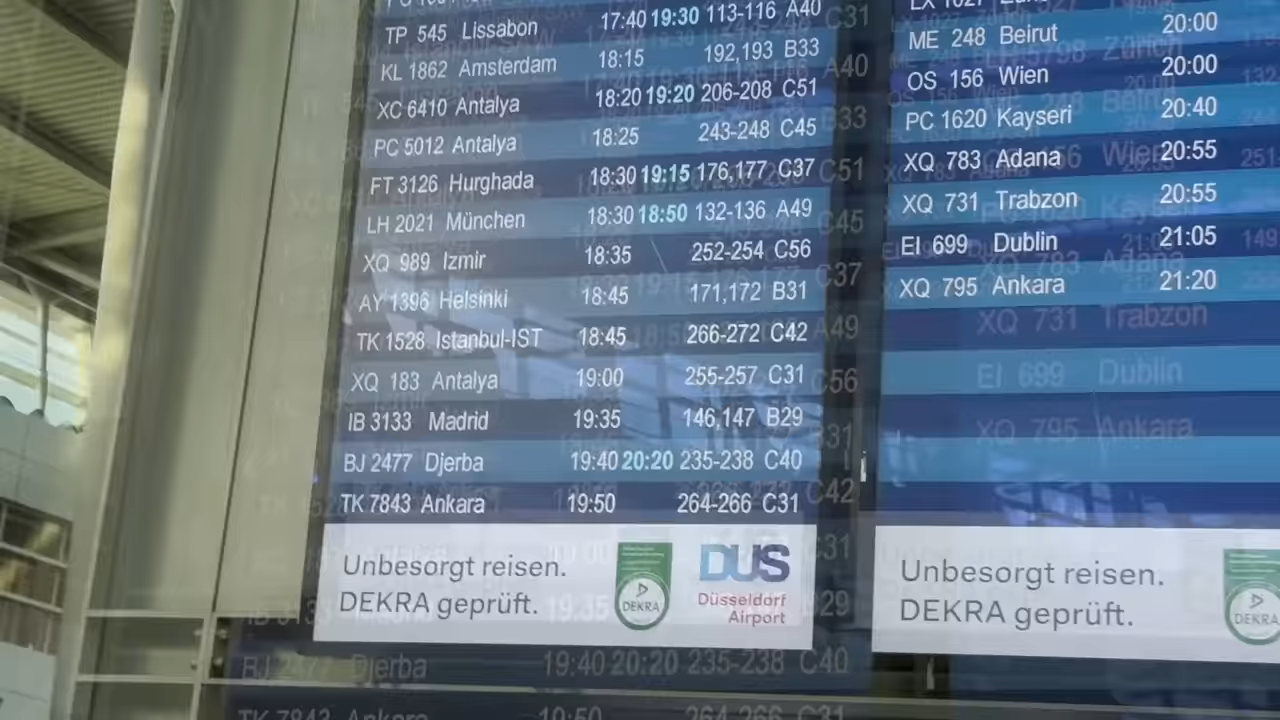 TP 545 Lissabon 17:40 19:30 113-116 A40
KL 1862 Amsterdam 18:15 192,193 B33
XC 6410 Antalya 18:20 19:20 206-208 C51
PC 5012 Antalya 18:25 243-248 C45
FT 3126 Hurghada 18:30 19:15 176,177 C37
LH 2021 München 18:30 18:50 132-136 A49
XQ 989 Izmir 18:35 252-254 C56
AY 1396 Helsinki 18:45 171,172 B31
TK 1528 Istanbul-IST 18:45 266-272 C42
XQ 183 Antalya 19:00 255-257 C31
IB 3133 Madrid 19:35 146,147 B29
BJ 2477 Djerba 19:40 20:20 235-238 C40
TK 7843 Ankara 19:50 264-266 C31
Unbesorgt reisen.
DEKRA geprüft.
DEKRA
DUS
Düsseldorf
Airport
ME 248 Beirut 20:00
OS 156 Wien 20:00
PC 1620 Kayseri 20:40
XQ 783 Adana 20:55
XQ 731 Trabzon 20:55
EI 699 Dublin 21:05
XQ 795 Ankara 21:20
Unbesorgt reisen.
DEKRA geprüft.
DEKRA